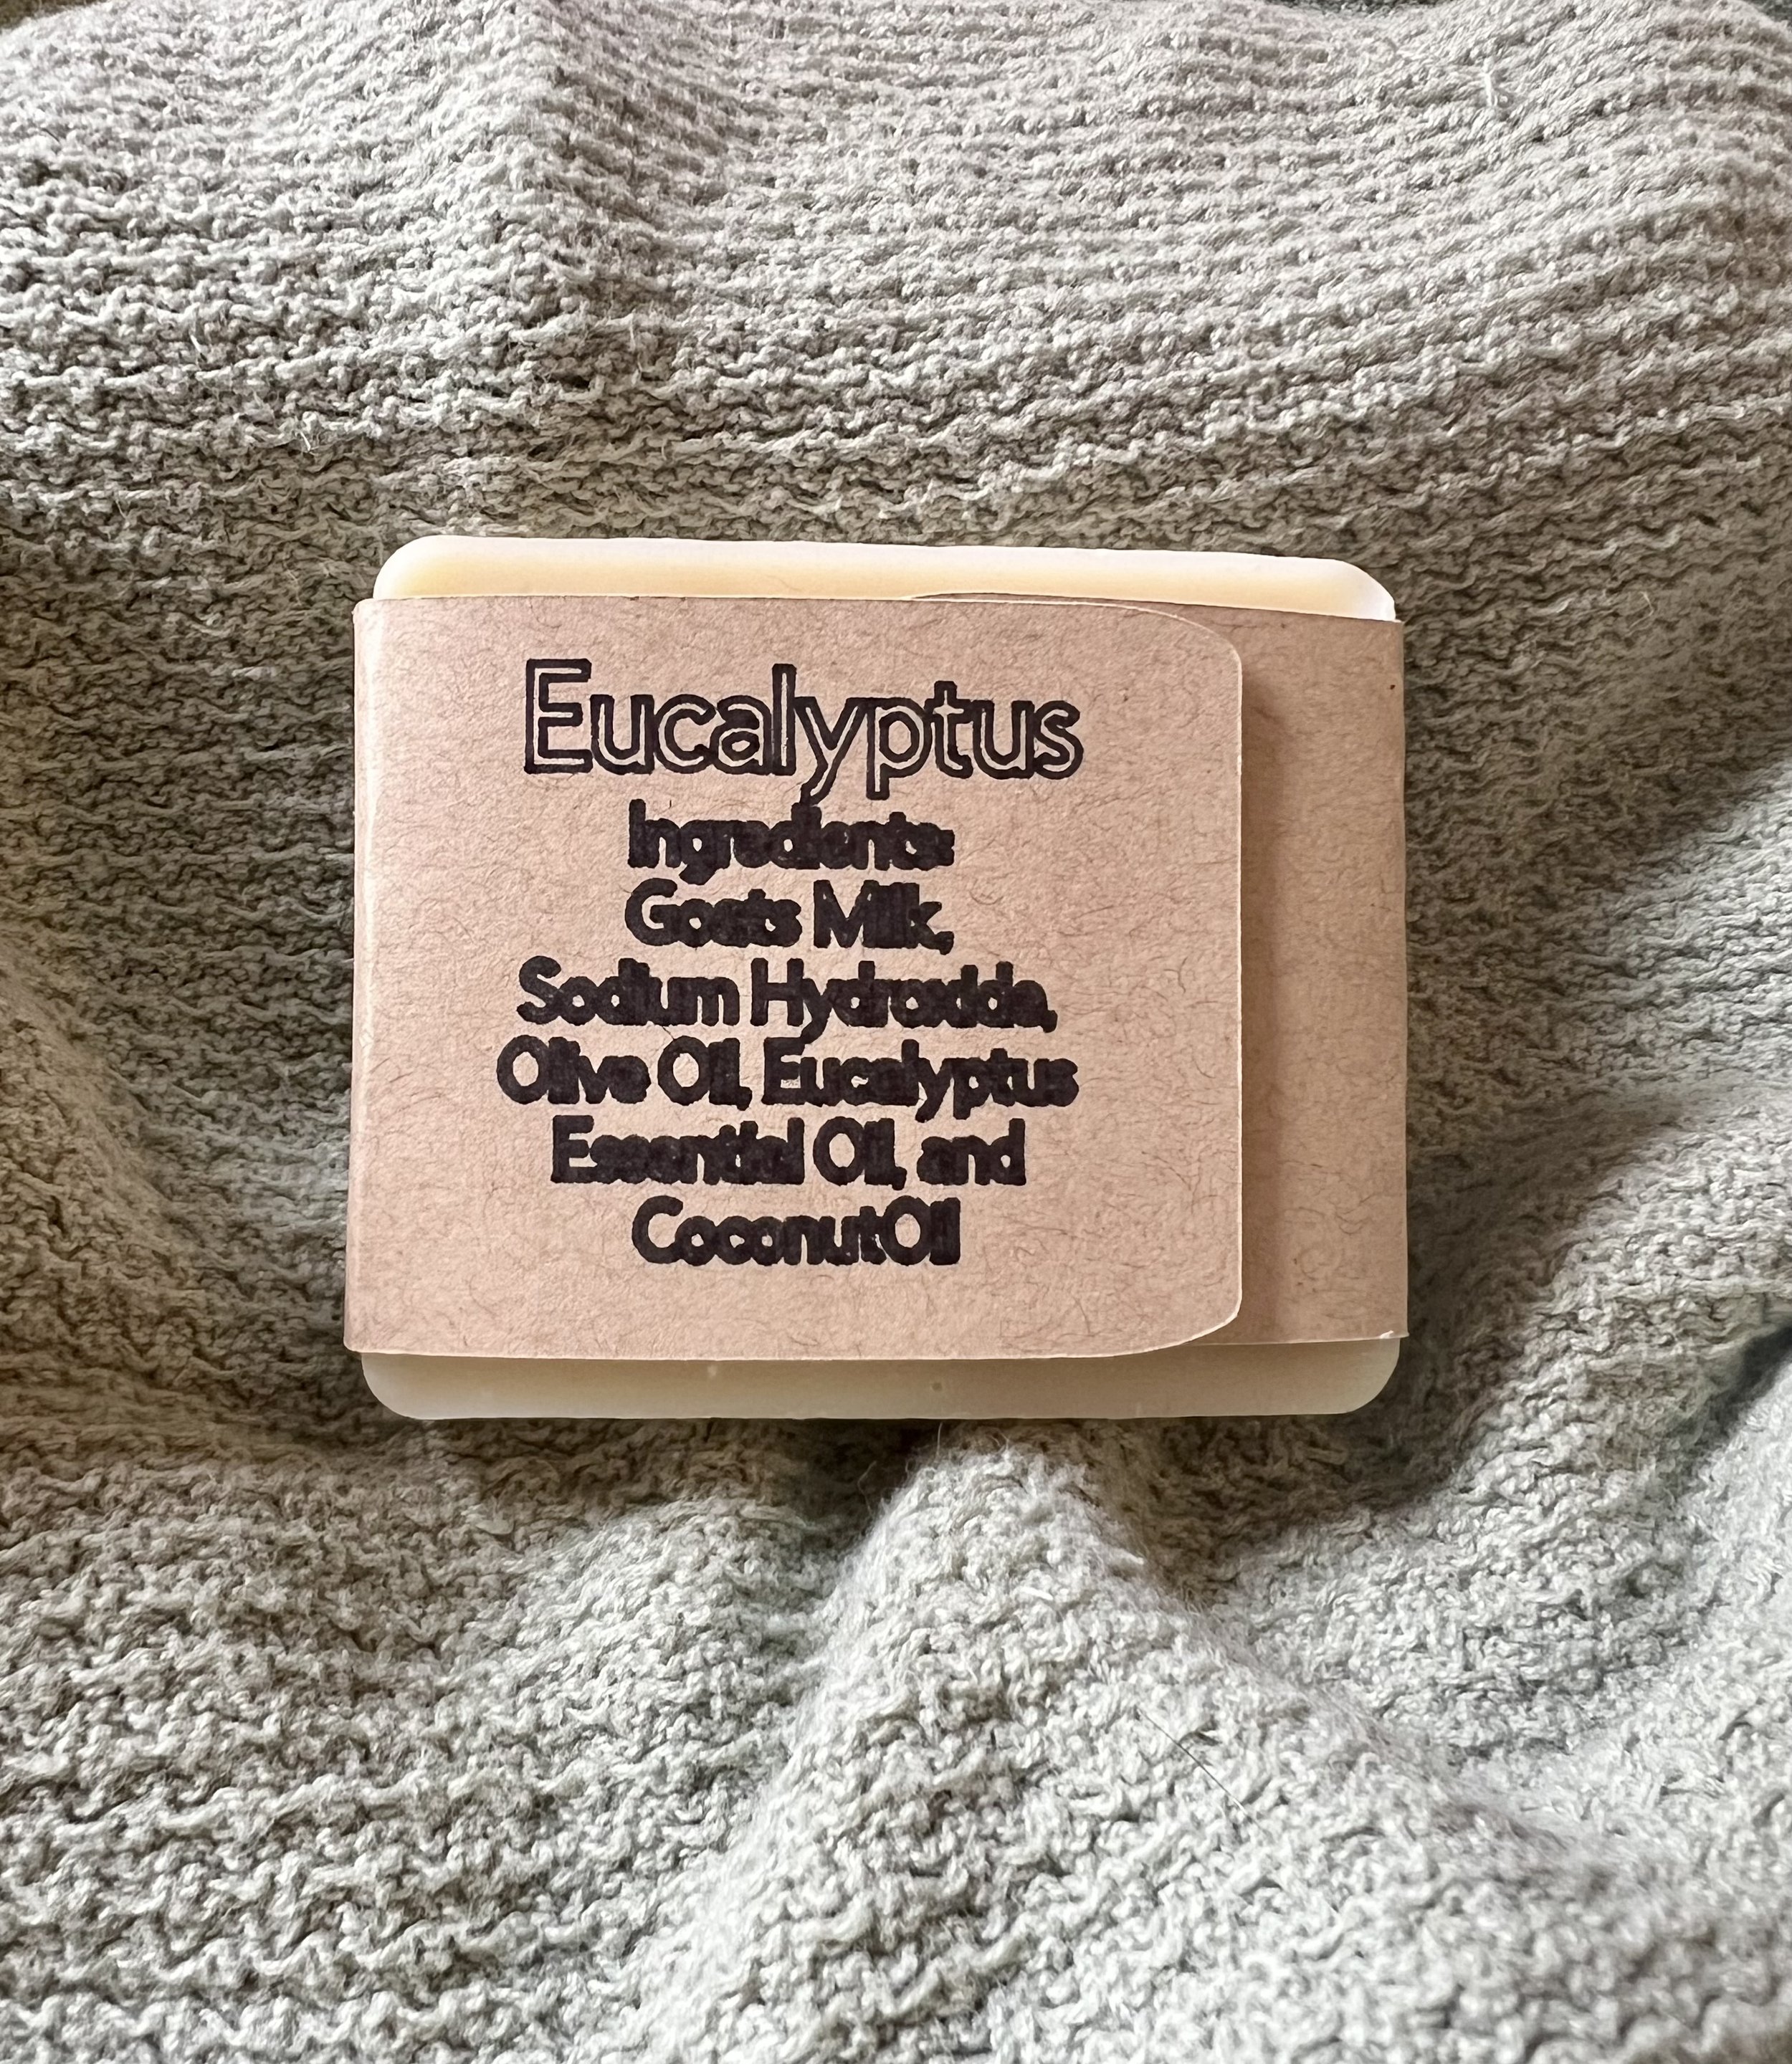 Eucalyptus
Ingredients:
Goats Milk,
Sodium Hydroxide,
Olive Oil, Eucalyptus
Essential Oil, and
CoconutOil